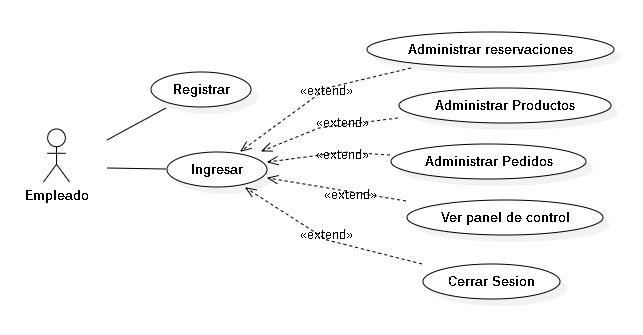 Administrar reservaciones
Registrar
«extend»
Administrar Productos
«extend»
Empleado
Ingresar
«extend»
Administrar Pedidos
«extend»
Ver panel de control
«extend»
Cerrar Sesion